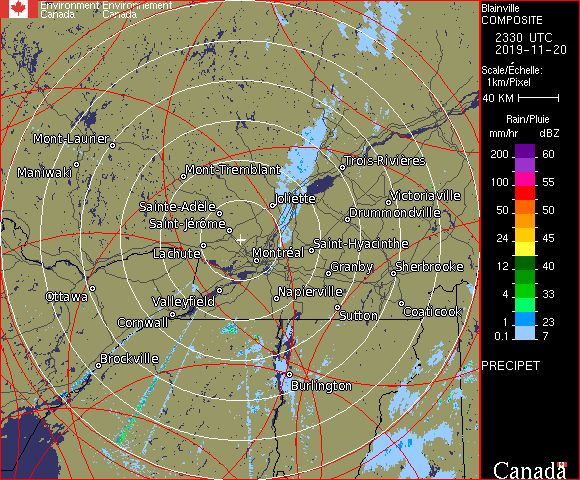 Environment Environnement
Canada Canada
Blainville
COMPOSITE
2330 UTC
2019-11-20
Scale/Échelle:
1km/Pixel
40 KM
Rain/Pluie
mm/hr dBZ
200 60
100 55
50 50
24 45
12 40
4 33
1 23
0.1 7
PRECIPET
Canada
Mont-Laurier
Maniwaki
Mont-Tremblant
Trois-Rivières
Joliette
Victoriaville
Sainte-Adèle
Drummondville
Saint-Jérôme
Saint-Hyacinthe
Lachute
Montréal
Granby
Sherbrooke
Ottawa
Valleyfield
Napierville
Cornwall
Sutton
Coaticook
Brockville
Burlington